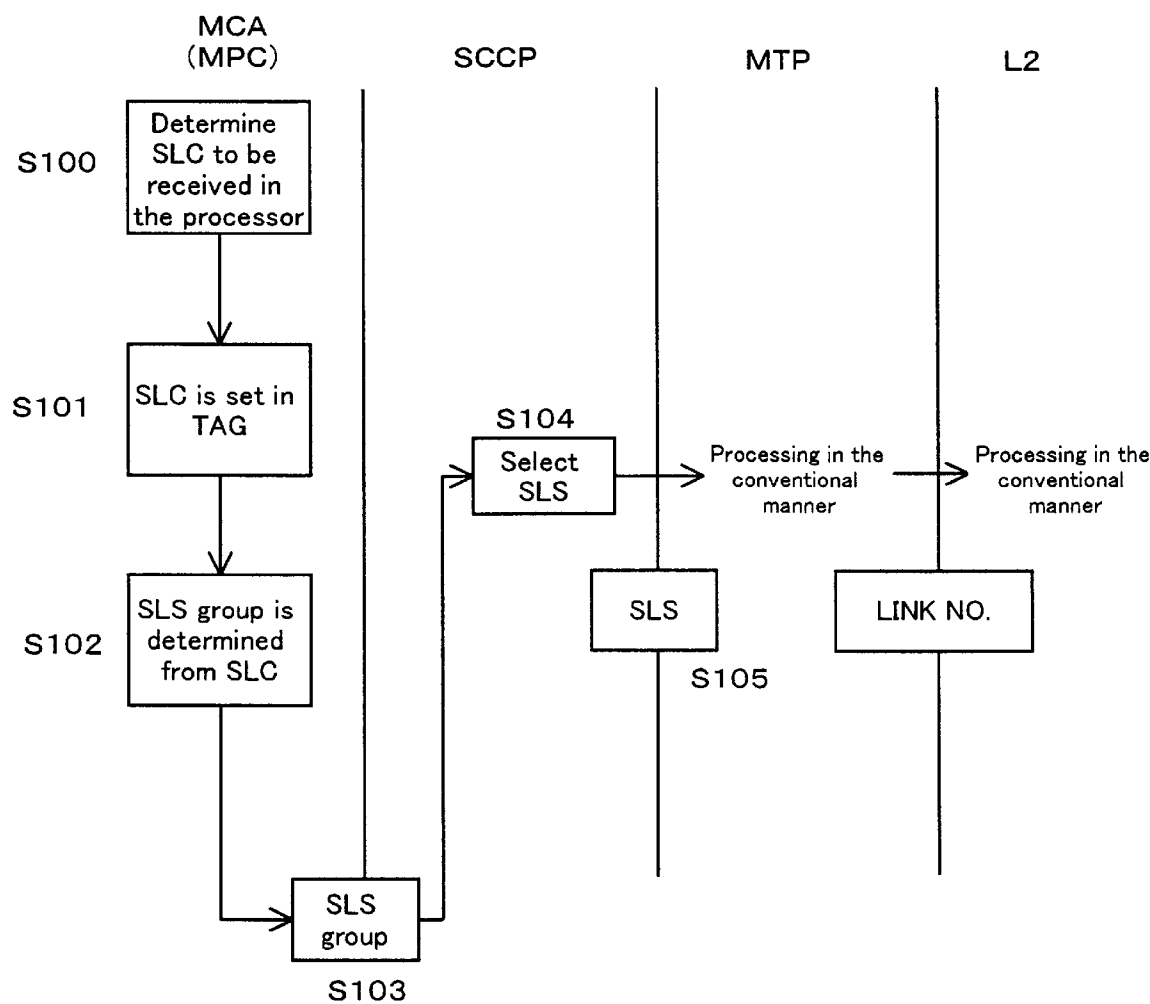 MCA
(MPC)
SCCP
MTP
L2
S100
Determine
SLC to be
received in
the processor
S101
SLC is set in
TAG
S104
Select
SLS
Processing in the
conventional
manner
Processing in the
conventional
manner
S102
SLS group is
determined
from SLC
SLS
S105
LINK NO.
SLS
group
S103